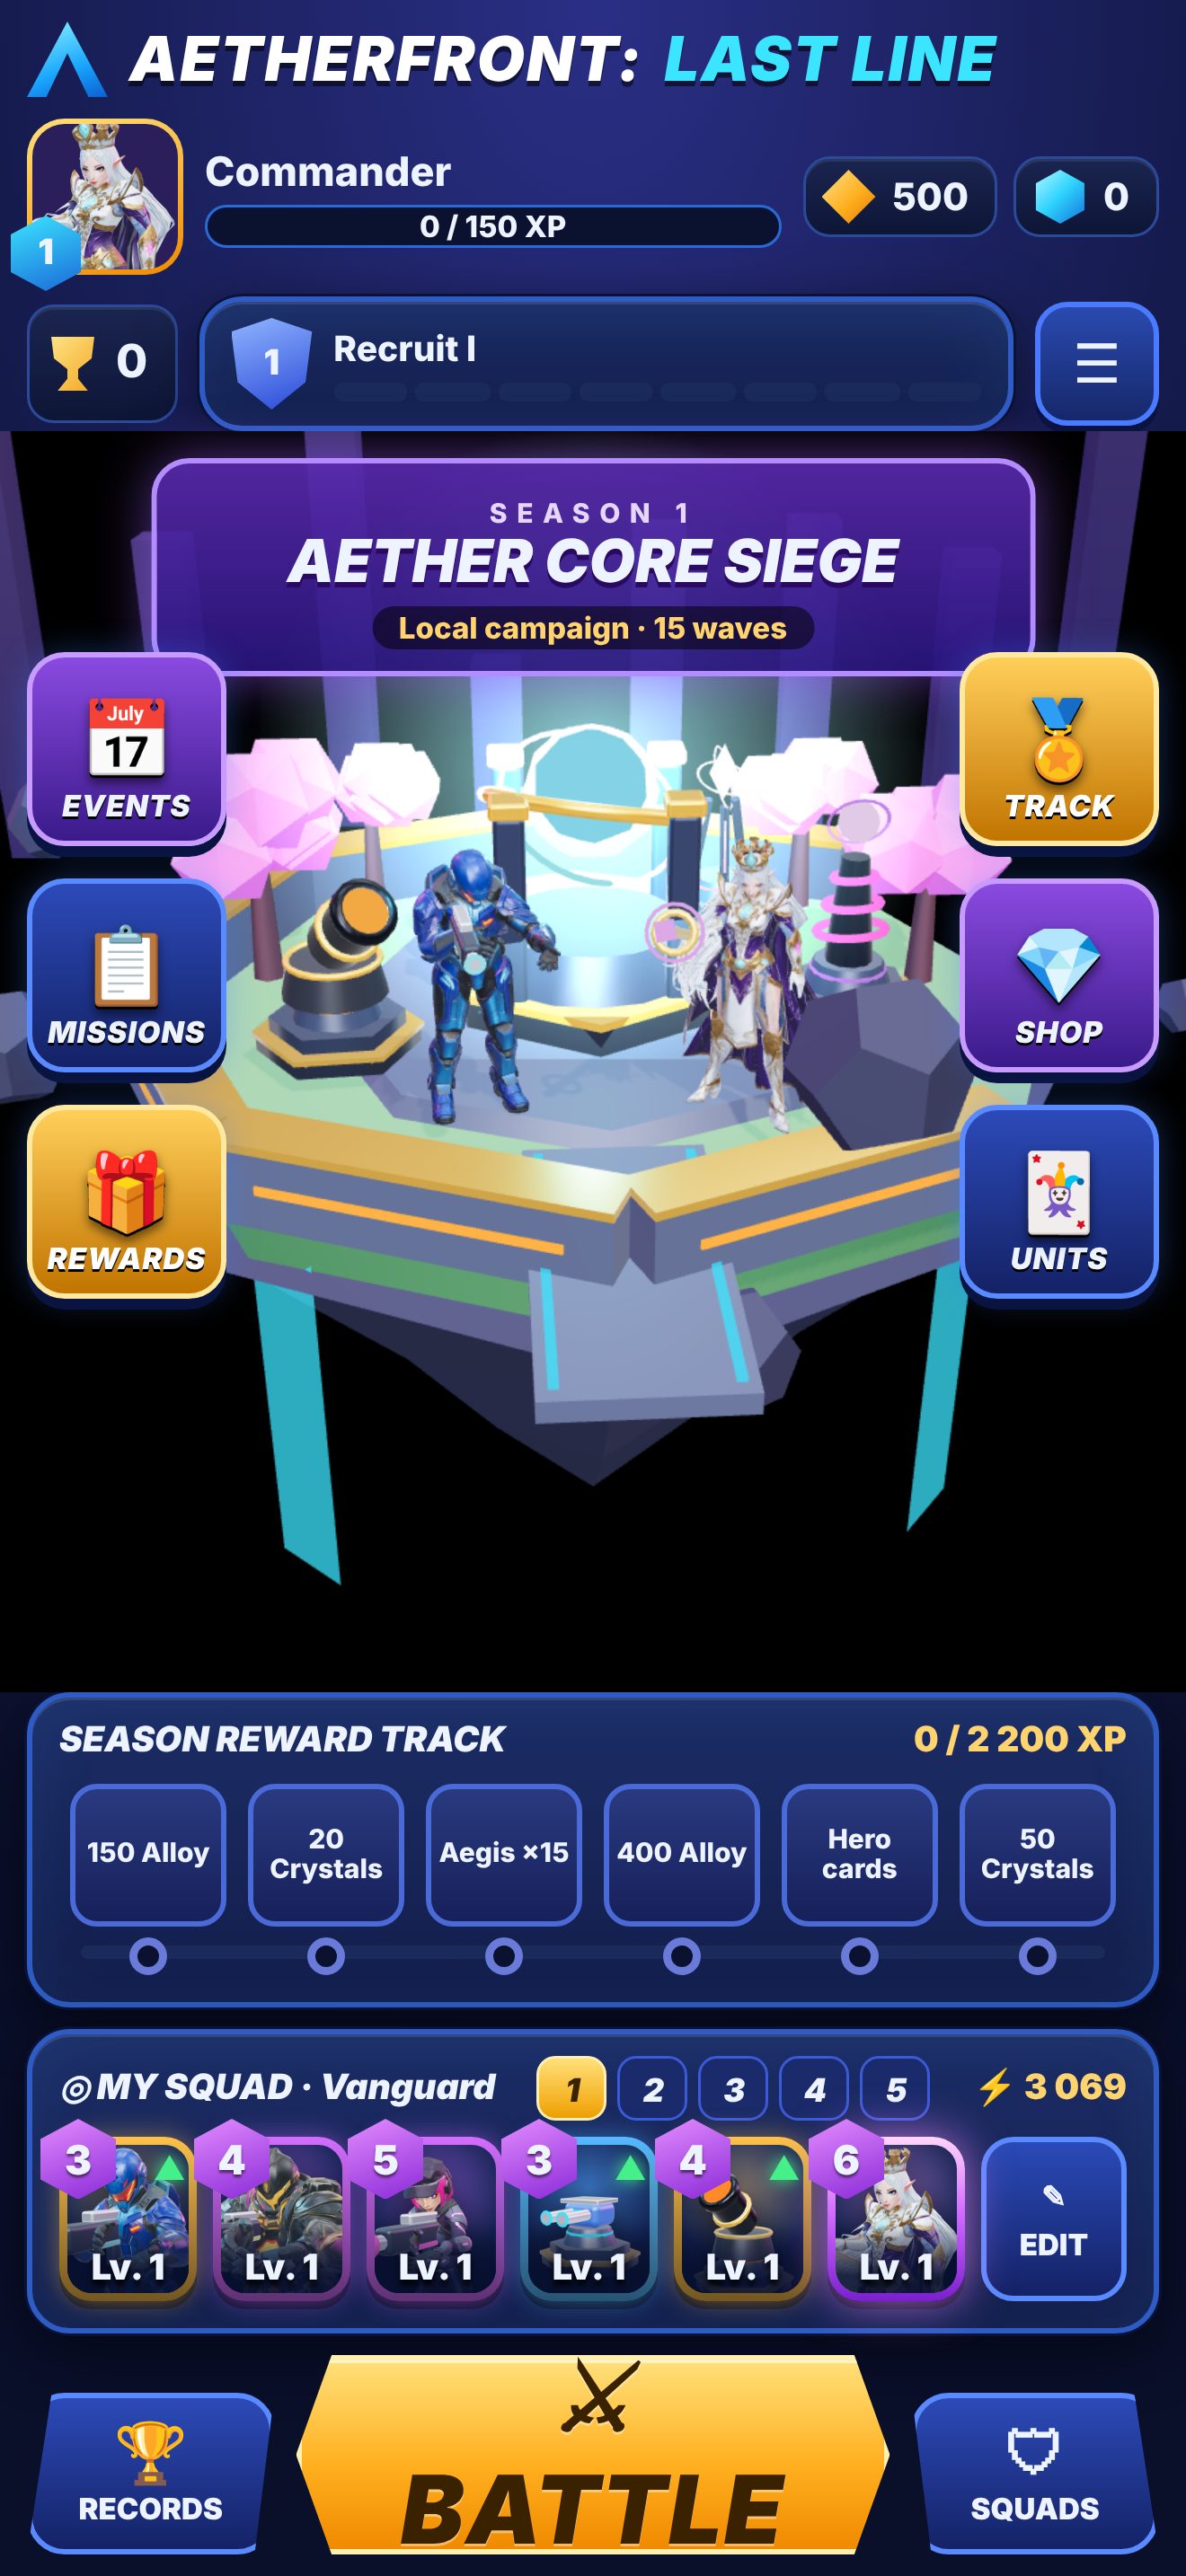 AETHERFRONT: LAST LINE
Commander
500
0
0 / 150 XP
1
0
1
Recruit I
SEASON 1
AETHER CORE SIEGE
Local campaign · 15 waves
July
17
EVENTS
TRACK
MISSIONS
SHOP
REWARDS
UNITS
SEASON REWARD TRACK
0 / 2 200 XP
150 Alloy
20 Crystals
Aegis ×15
400 Alloy
Hero cards
50 Crystals
MY SQUAD · Vanguard
1
2
3
4
5
3 069
3
4
5
3
4
6
Lv. 1
Lv. 1
Lv. 1
Lv. 1
Lv. 1
Lv. 1
EDIT
RECORDS
BATTLE
SQUADS